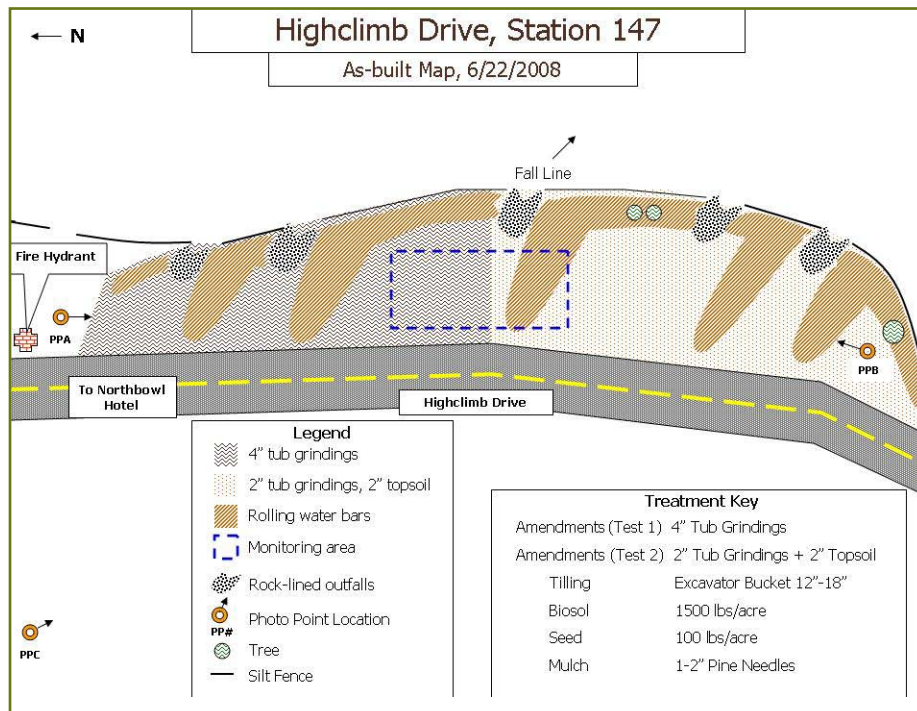 N
Highclimb Drive, Station 147
As-built Map, 6/22/2008
Fall Line
Fire Hydrant
PPA
PPB
To Northbowl
Hotel
Highclimb Drive
Legend
4” tub grindings
2” tub grindings, 2” topsoil
Rolling water bars
Monitoring area
Rock-lined outfalls
Photo Point Location
PP#
Tree
Silt Fence
Treatment Key
Amendments (Test 1) 4” Tub Grindings
Amendments (Test 2) 2” Tub Grindings + 2” Topsoil
Tilling Excavator Bucket 12”-18”
Biosol 1500 lbs/acre
Seed 100 lbs/acre
Mulch 1-2” Pine Needles
PPC